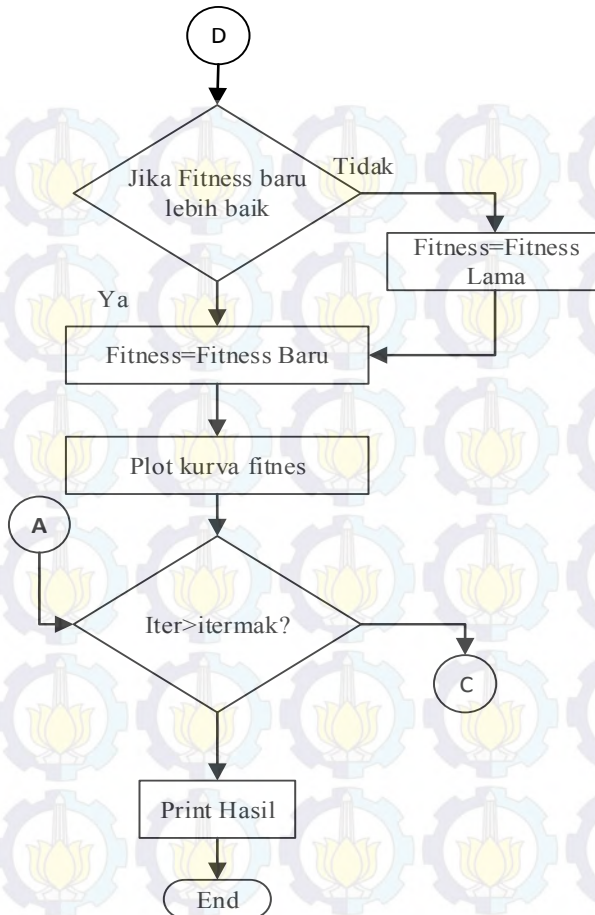 D
Jika Fitness baru
lebih baik
Tidak
Fitness=Fitness
Lama
Ya
Fitness=Fitness Baru
Plot kurva fitnes
A
Iter>itermak?
C
Print Hasil
End